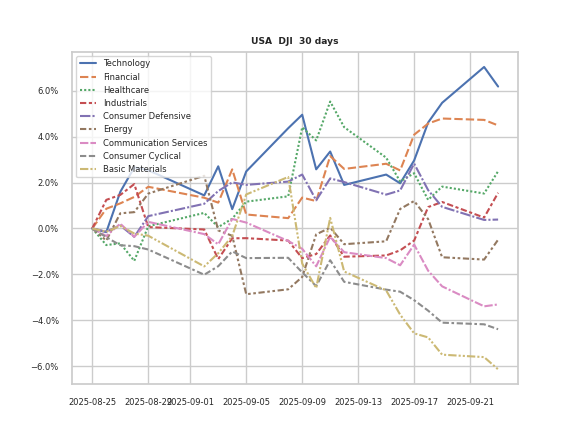 USA DJI 30 days
Technology
Financial
Healthcare
Industrials
Consumer Defensive
Energy
Communication Services
Consumer Cyclical
Basic Materials
6.0%
4.0%
2.0%
0.0%
−2.0%
−4.0%
−6.0%
2025-08-25 2025-08-29 2025-09-01 2025-09-05 2025-09-09 2025-09-13 2025-09-17 2025-09-21